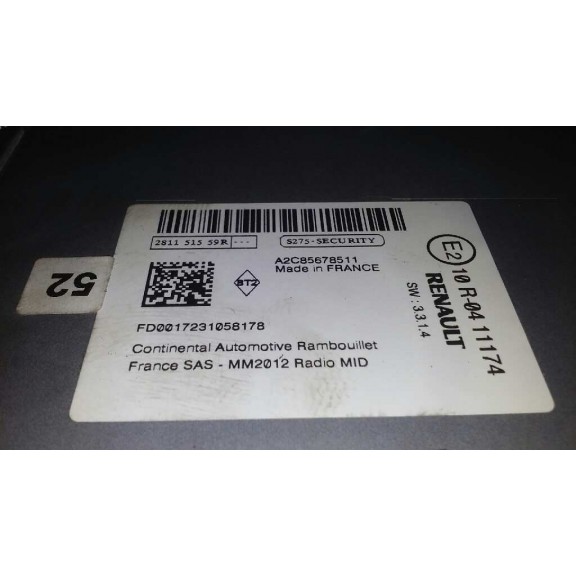 2811 515 59R ---
S275-SECURITY
A2C85678511
Made in FRANCE
ST2
FD0017231058178
Continental Automotive Rambouillet
France SAS - MM2012 Radio MID
E2 10 R-04 11174
RENAULT
SW : 3.3.1.4
52